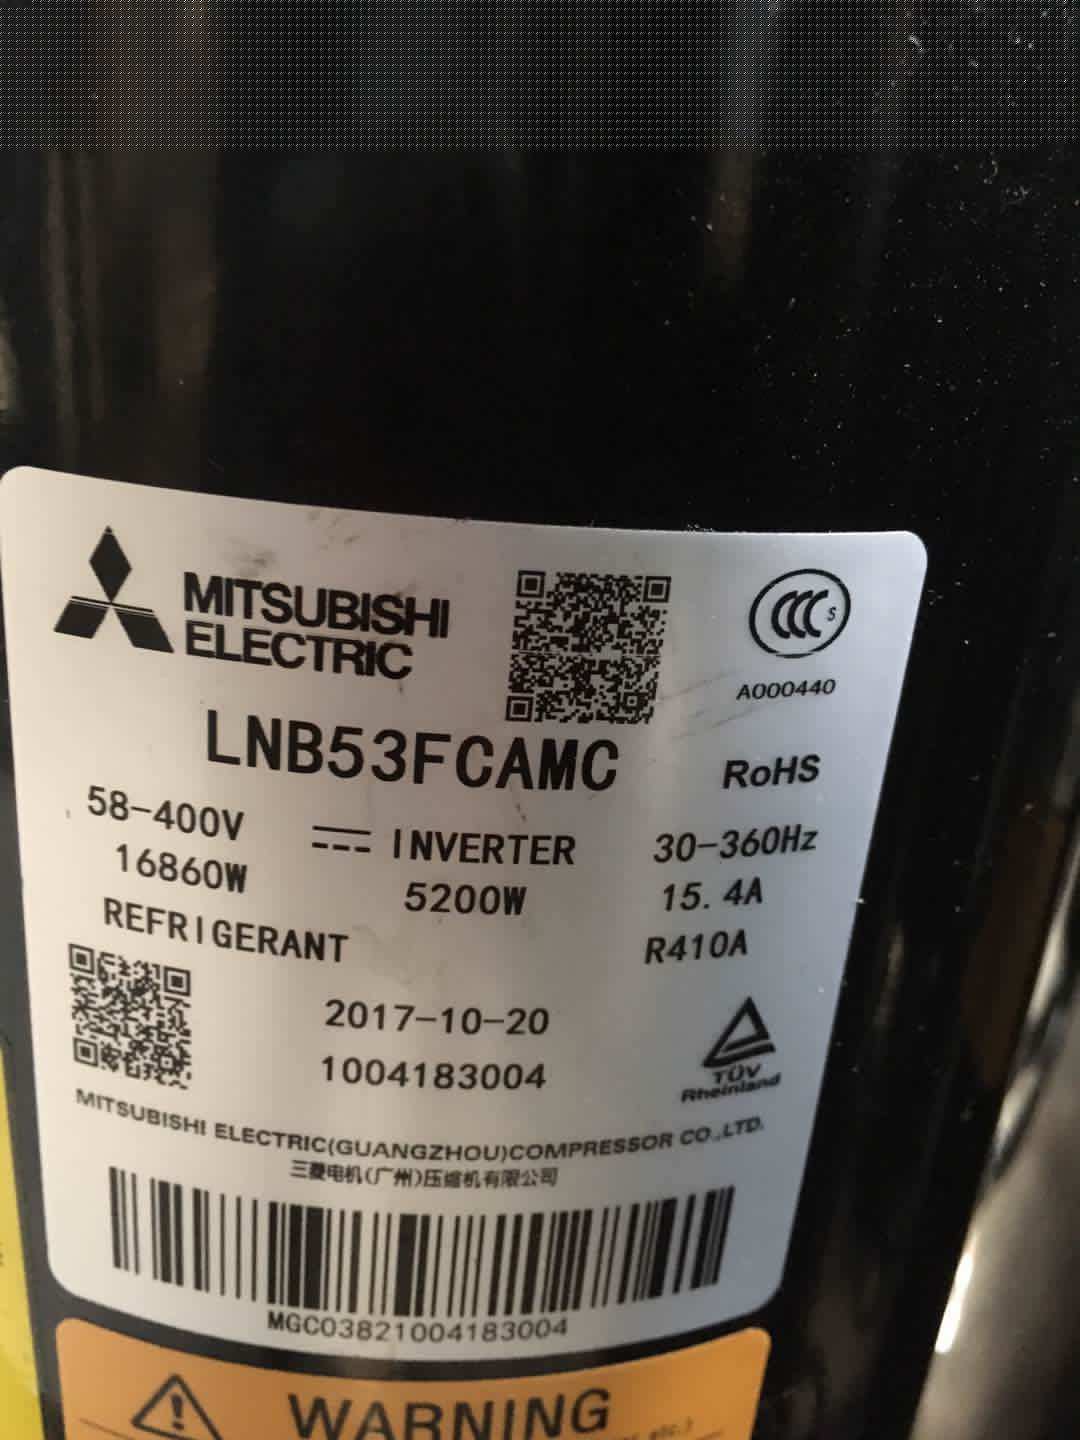 MITSUBISHI
ELECTRIC
CCC S
A000440
LNB53FCAMC
RoHS
58-400V INVERTER 30-360Hz
16860W 5200W 15.4A
REFRIGERANT R410A
2017-10-20
1004183004
TÜV
Rheinland
MITSUBISHI ELECTRIC(GUANGZHOU)COMPRESSOR CO.,LTD.
三菱电机(广州)压缩机有限公司
MGC03821004183004
WARNING